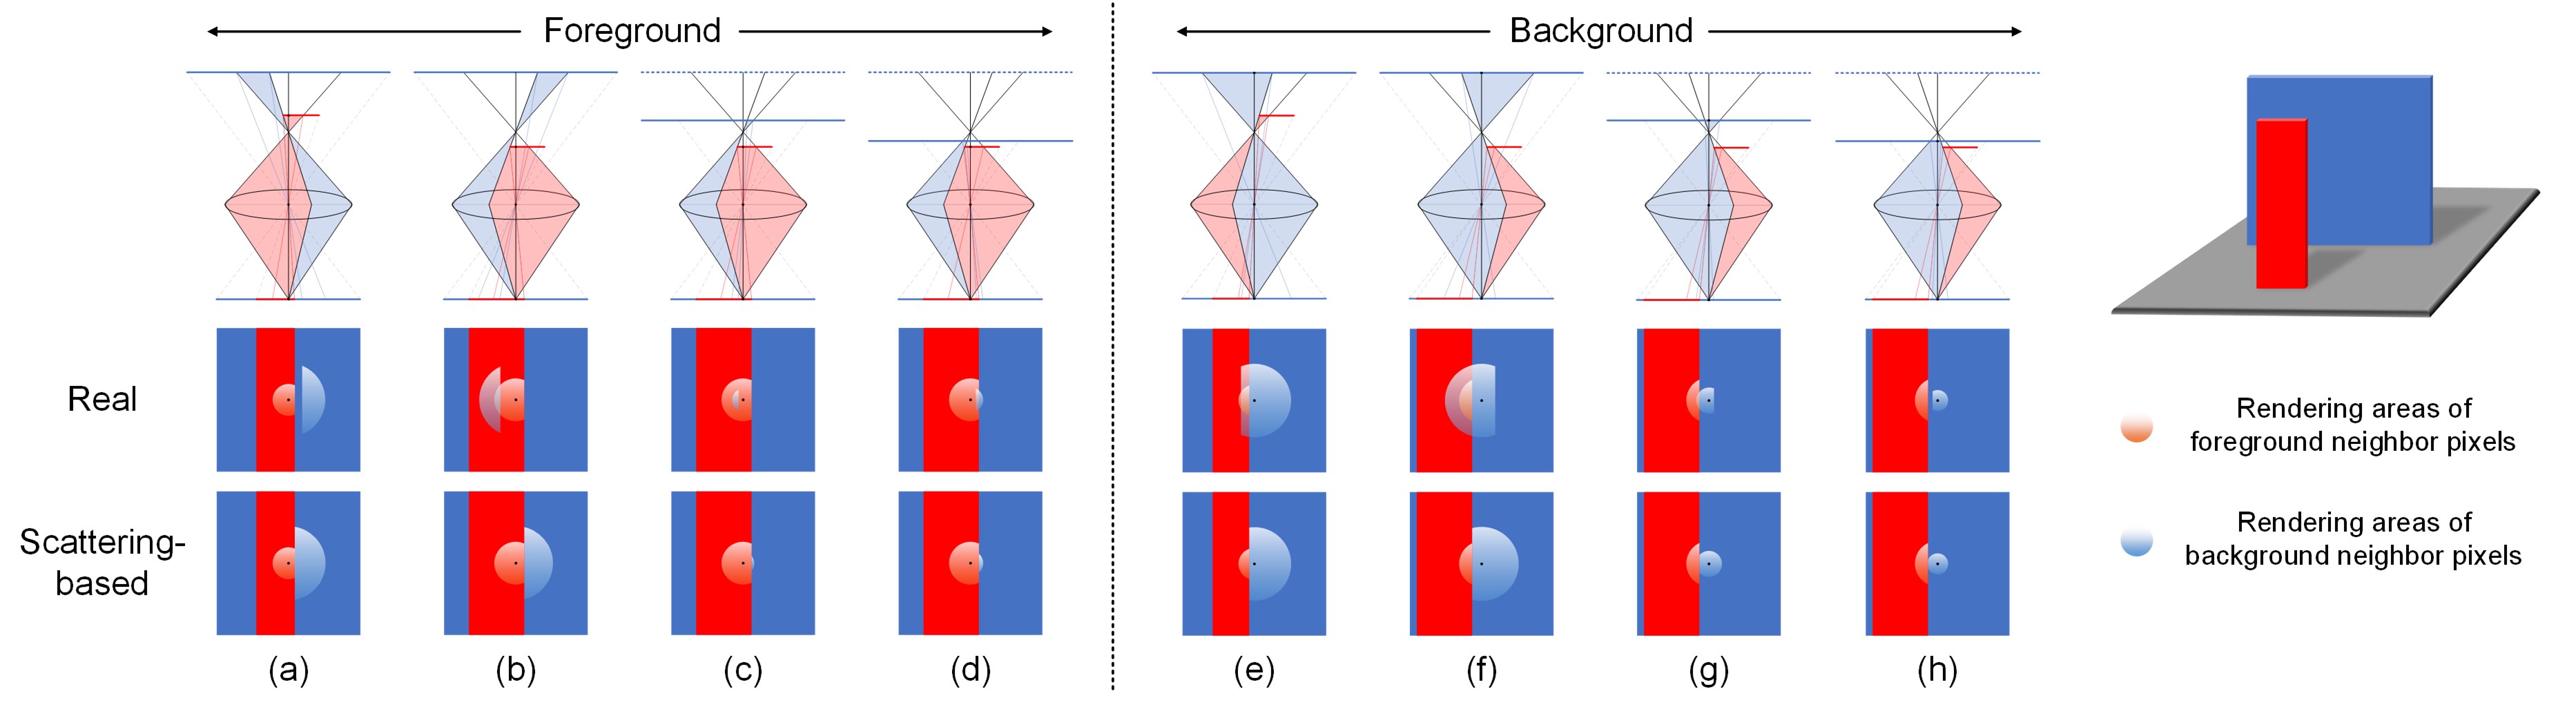 Foreground
Background
Real
Rendering areas of
foreground neighbor pixels
Scattering-
based
Rendering areas of
background neighbor pixels
(a)
(b)
(c)
(d)
(e)
(f)
(g)
(h)